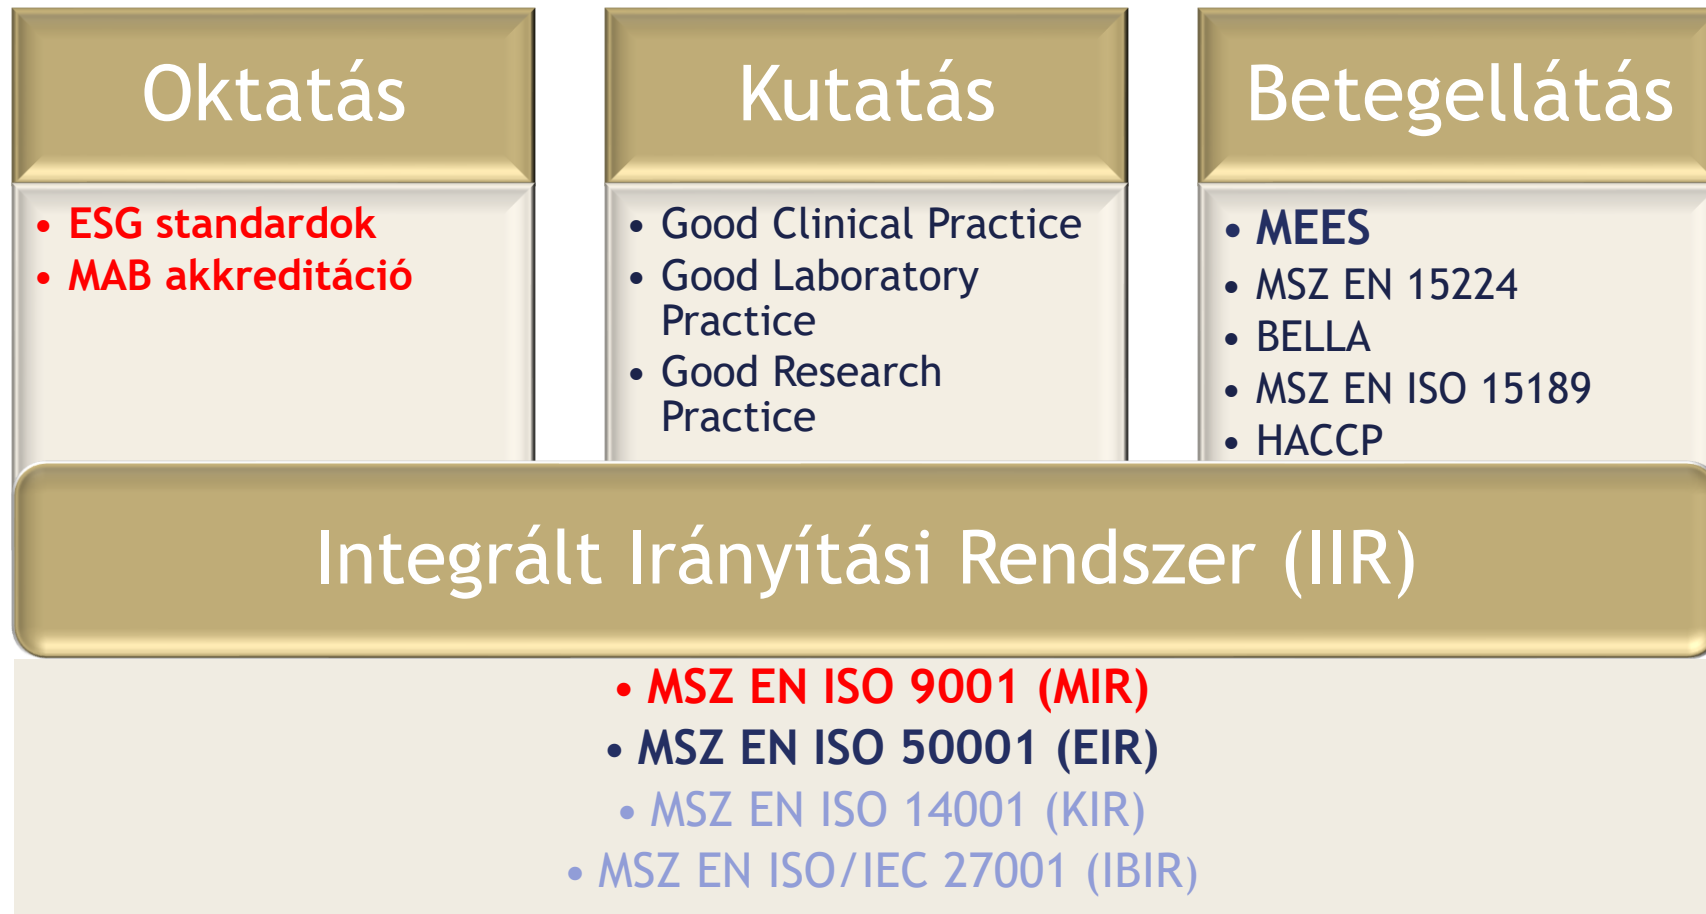 Oktatás
• ESG standardok
• MAB akkreditáció
Kutatás
• Good Clinical Practice
• Good Laboratory
Practice
• Good Research
Practice
Betegellátás
• MEES
• MSZ EN 15224
• BELLA
• MSZ EN ISO 15189
• HACCP
Integrált Irányítási Rendszer (IIR)
• MSZ EN ISO 9001 (MIR)
• MSZ EN ISO 50001 (EIR)
• MSZ EN ISO 14001 (KIR)
• MSZ EN ISO/IEC 27001 (IBIR)